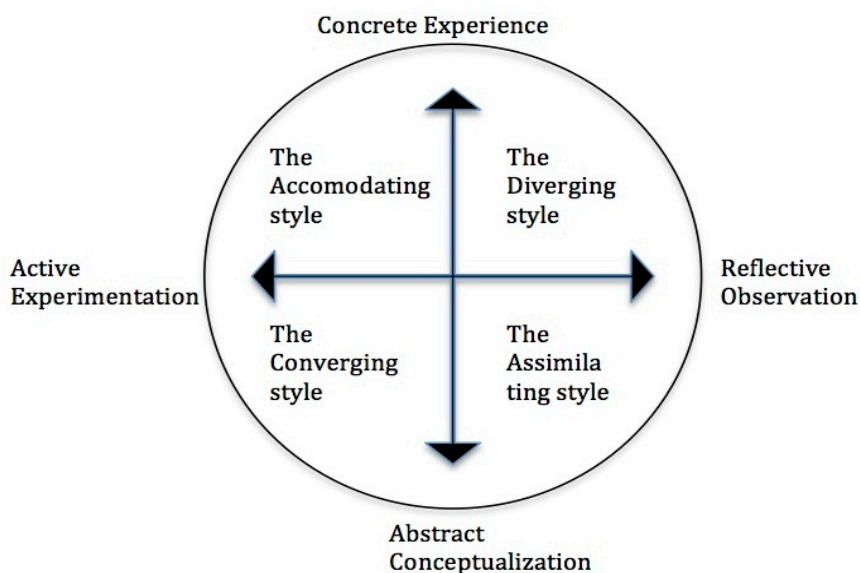 Concrete Experience
The
Accomodating
style
The
Diverging
style
Active
Experimentation
Reflective
Observation
The
Converging
style
The
Assimila
ting style
Abstract
Conceptualization